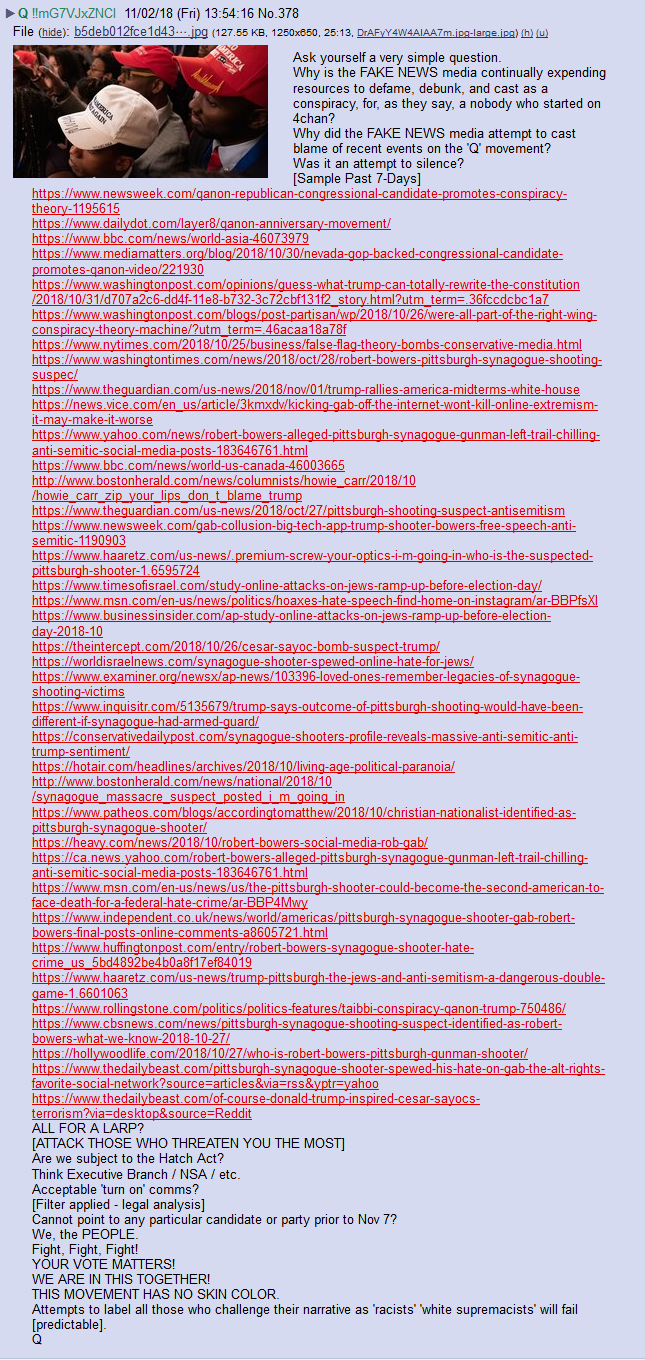 Q !!mG7VJxZNCI 11/02/18 (Fri) 13:54:16 No.378
File (hide): b5deb012fce1d43···.jpg (127.55 KB, 1250x650, 25:13, DrAFyY4W4AIAA7m.jpg-large.jpg) (h) (u)
AMERICA
AGAIN
Ask yourself a very simple question.
Why is the FAKE NEWS media continually expending
resources to defame, debunk, and cast as a
conspiracy, for, as they say, a nobody who started on
4chan?
Why did the FAKE NEWS media attempt to cast
blame of recent events on the 'Q' movement?
Was it an attempt to silence?
[Sample Past 7-Days]
https://www.newsweek.com/qanon-republican-congressional-candidate-promotes-conspiracy-
theory-1195615
https://www.dailydot.com/layer8/qanon-anniversary-movement/
https://www.bbc.com/news/world-asia-46073979
https://www.mediamatters.org/blog/2018/10/30/nevada-gop-backed-congressional-candidate-
promotes-qanon-video/221930
https://www.washingtonpost.com/opinions/guess-what-trump-can-totally-rewrite-the-constitution
/2018/10/31/d707a2c6-dd4f-11e8-b732-3c72cbf131f2_story.html?utm_term=.36fccdcbc1a7
https://www.washingtonpost.com/blogs/post-partisan/wp/2018/10/26/were-all-part-of-the-right-wing-
conspiracy-theory-machine/?utm_term=.46acaa18a78f
https://www.nytimes.com/2018/10/25/business/false-flag-theory-bombs-conservative-media.html
https://www.washingtontimes.com/news/2018/oct/28/robert-bowers-pittsburgh-synagogue-shooting-
suspec/
https://www.theguardian.com/us-news/2018/nov/01/trump-rallies-america-midterms-white-house
https://news.vice.com/en_us/article/3kmxdv/kicking-gab-off-the-internet-wont-kill-online-extremism-
it-may-make-it-worse
https://www.yahoo.com/news/robert-bowers-alleged-pittsburgh-synagogue-gunman-left-trail-chilling-
anti-semitic-social-media-posts-183646761.html
https://www.bbc.com/news/world-us-canada-46003665
http://www.bostonherald.com/news/columnists/howie_carr/2018/10
/howie_carr_zip_your_lips_don_t_blame_trump
https://www.theguardian.com/us-news/2018/oct/27/pittsburgh-shooting-suspect-antisemitism
https://www.newsweek.com/gab-collusion-big-tech-app-trump-shooter-bowers-free-speech-anti-
semitic-1190903
https://www.haaretz.com/us-news/.premium-screw-your-optics-i-m-going-in-who-is-the-suspected-
pittsburgh-shooter-1.6595724
https://www.timesofisrael.com/study-online-attacks-on-jews-ramp-up-before-election-day/
https://www.msn.com/en-us/news/politics/hoaxes-hate-speech-find-home-on-instagram/ar-BBPfsXl
https://www.businessinsider.com/ap-study-online-attacks-on-jews-ramp-up-before-election-
day-2018-10
https://theintercept.com/2018/10/26/cesar-sayoc-bomb-suspect-trump/
https://worldisraelnews.com/synagogue-shooter-spewed-online-hate-for-jews/
https://www.examiner.org/newsx/ap-news/103396-loved-ones-remember-legacies-of-synagogue-
shooting-victims
https://www.inquisitr.com/5135679/trump-says-outcome-of-pittsburgh-shooting-would-have-been-
different-if-synagogue-had-armed-guard/
https://conservativedailypost.com/synagogue-shooters-profile-reveals-massive-anti-semitic-anti-
trump-sentiment/
https://hotair.com/headlines/archives/2018/10/living-age-political-paranoia/
http://www.bostonherald.com/news/national/2018/10
/synagogue_massacre_suspect_posted_i_m_going_in
https://www.patheos.com/blogs/accordingtomatthew/2018/10/christian-nationalist-identified-as-
pittsburgh-synagogue-shooter/
https://heavy.com/news/2018/10/robert-bowers-social-media-rob-gab/
https://ca.news.yahoo.com/robert-bowers-alleged-pittsburgh-synagogue-gunman-left-trail-chilling-
anti-semitic-social-media-posts-183646761.html
https://www.msn.com/en-us/news/us/the-pittsburgh-shooter-could-become-the-second-american-to-
face-death-for-a-federal-hate-crime/ar-BBP4Mwy
https://www.independent.co.uk/news/world/americas/pittsburgh-synagogue-shooter-gab-robert-
bowers-final-posts-online-comments-a8605721.html
https://www.huffingtonpost.com/entry/robert-bowers-synagogue-shooter-hate-
crime_us_5bd4892be4b0a8f17ef84019
https://www.haaretz.com/us-news/trump-pittsburgh-the-jews-and-anti-semitism-a-dangerous-double-
game-1.6601063
https://www.rollingstone.com/politics/politics-features/taibbi-conspiracy-qanon-trump-750486/
https://www.cbsnews.com/news/pittsburgh-synagogue-shooting-suspect-identified-as-robert-
bowers-what-we-know-2018-10-27/
https://hollywoodlife.com/2018/10/27/who-is-robert-bowers-pittsburgh-gunman-shooter/
https://www.thedailybeast.com/pittsburgh-synagogue-shooter-spewed-his-hate-on-gab-the-alt-rights-
favorite-social-network?source=articles&via=rss&yptr=yahoo
https://www.thedailybeast.com/of-course-donald-trump-inspired-cesar-sayocs-
terrorism?via=desktop&source=Reddit
ALL FOR A LARP?
[ATTACK THOSE WHO THREATEN YOU THE MOST]
Are we subject to the Hatch Act?
Think Executive Branch / NSA / etc.
Acceptable 'turn on' comms?
[Filter applied - legal analysis]
Cannot point to any particular candidate or party prior to Nov 7?
We, the PEOPLE.
Fight, Fight, Fight!
YOUR VOTE MATTERS!
WE ARE IN THIS TOGETHER!
THIS MOVEMENT HAS NO SKIN COLOR.
Attempts to label all those who challenge their narrative as 'racists' 'white supremacists' will fail
[predictable].
Q